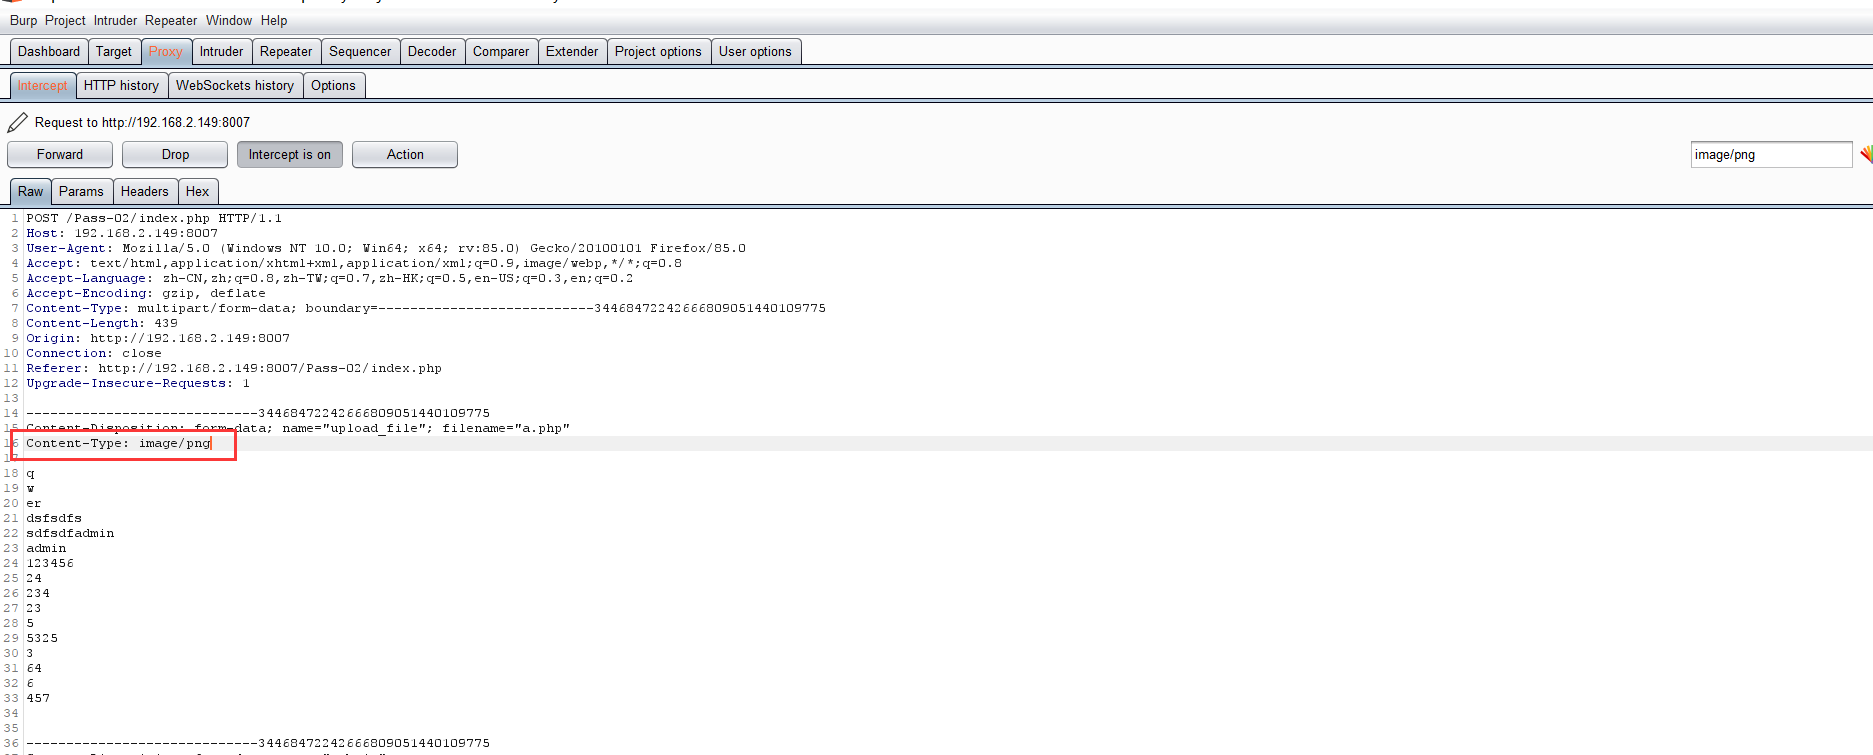 Burp Project Intruder Repeater Window Help
Dashboard Target Proxy Intruder Repeater Sequencer Decoder Comparer Extender Project options User options
Intercept HTTP history WebSockets history Options
Request to http://192.168.2.149:8007
Forward Drop Intercept is on Action image/png
Raw Params Headers Hex
1 POST /Pass-02/index.php HTTP/1.1
2 Host: 192.168.2.149:8007
3 User-Agent: Mozilla/5.0 (Windows NT 10.0; Win64; x64; rv:85.0) Gecko/20100101 Firefox/85.0
4 Accept: text/html,application/xhtml+xml,application/xml;q=0.9,image/webp,*/*;q=0.8
5 Accept-Language: zh-CN,zh;q=0.8,zh-TW;q=0.7,zh-HK;q=0.5,en-US;q=0.3,en;q=0.2
6 Accept-Encoding: gzip, deflate
7 Content-Type: multipart/form-data; boundary=---------------------------344684722426668090514401​09775
8 Content-Length: 439
9 Origin: http://192.168.2.149:8007
10 Connection: close
11 Referer: http://192.168.2.149:8007/Pass-02/index.php
12 Upgrade-Insecure-Requests: 1
13
14 -----------------------------34468472242666809051440109775
15 Content-Disposition: form-data; name="upload_file"; filename="a.php"
16 Content-Type: image/png
17
18 q
19 w
20 er
21 dsfsdfs
22 sdfsdfadmin
23 admin
24 123456
25 24
26 234
27 23
28 5
29 5325
30 3
31 64
32 6
33 457
34
35
36 -----------------------------34468472242666809051440109775